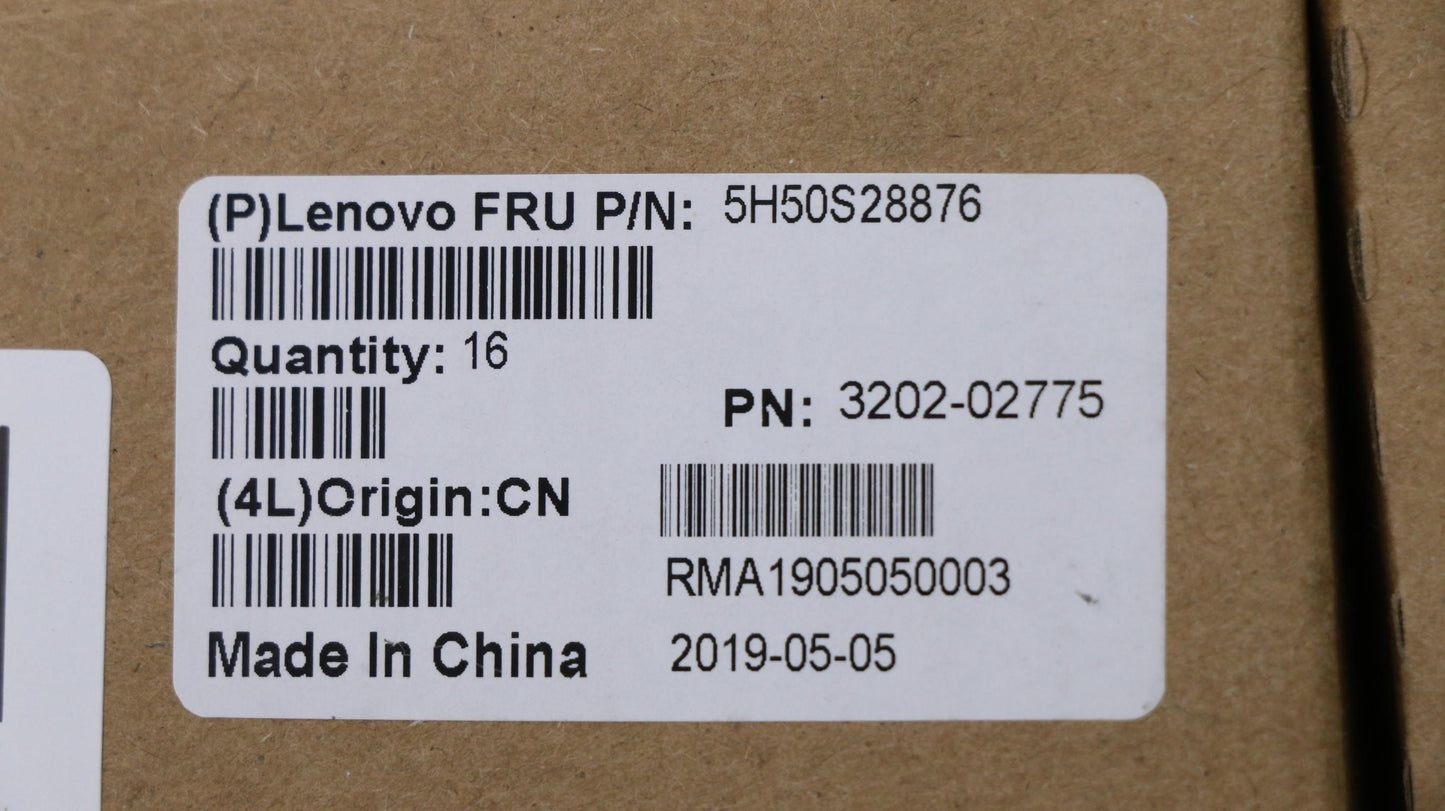 (P)Lenovo FRU P/N: 5H50S28876
Quantity: 16
PN: 3202-02775
(4L)Origin:CN
RMA1905050003
Made In China
2019-05-05